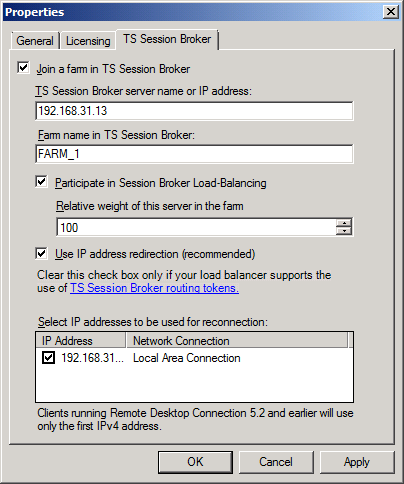 Properties
General Licensing TS Session Broker
Join a farm in TS Session Broker
TS Session Broker server name or IP address:
192.168.31.13
Farm name in TS Session Broker:
FARM_1
Participate in Session Broker Load-Balancing
Relative weight of this server in the farm
100
Use IP address redirection (recommended)
Clear this check box only if your load balancer supports the
use of TS Session Broker routing tokens.
Select IP addresses to be used for reconnection:
IP Address Network Connection
192.168.31... Local Area Connection
Clients running Remote Desktop Connection 5.2 and earlier will use
only the first IPv4 address.
OK Cancel Apply